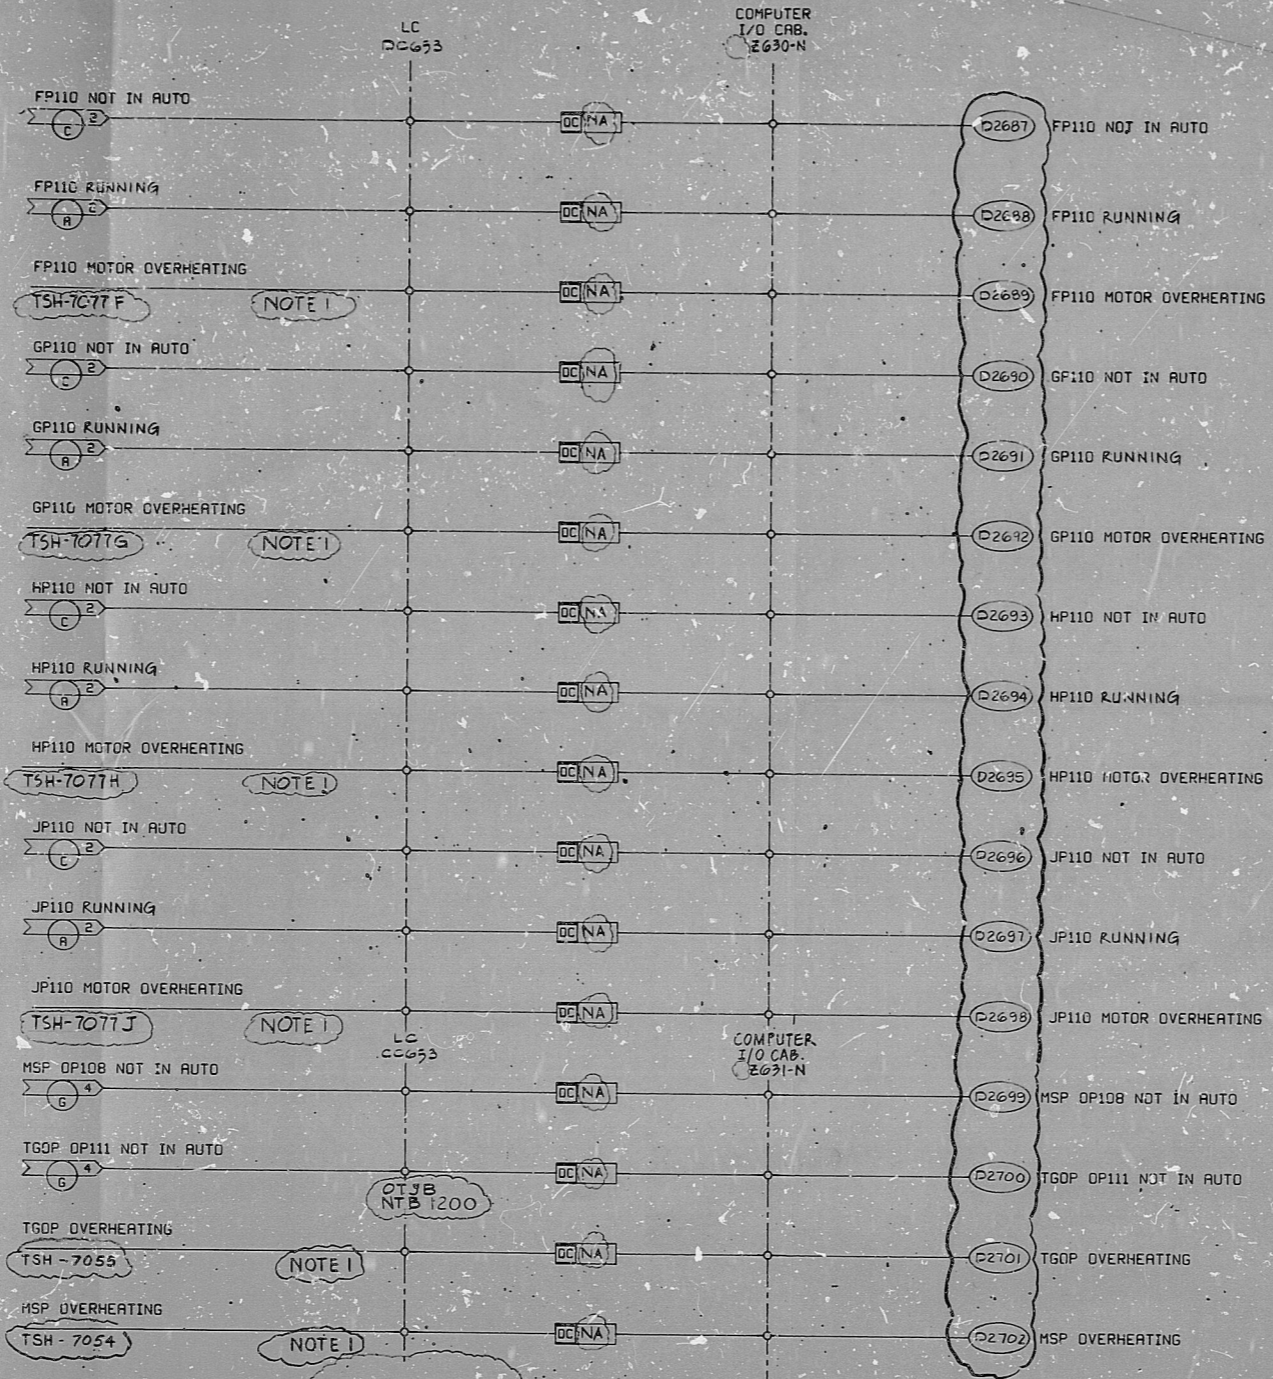 LC
DC653
COMPUTER
I/O CAB.
Z630-N
FP110 NOT IN AUTO
C 2
DC NA
D2687
FP110 NOT IN AUTO
FP110 RUNNING
A 2
DC NA
D2688
FP110 RUNNING
FP110 MOTOR OVERHEATING
TSH-7077F
NOTE 1
DC NA
D2689
FP110 MOTOR OVERHEATING
GP110 NOT IN AUTO
C 2
DC NA
D2690
GP110 NOT IN AUTO
GP110 RUNNING
A 2
DC NA
D2691
GP110 RUNNING
GP110 MOTOR OVERHEATING
TSH-7077G
NOTE 1
DC NA
D2692
GP110 MOTOR OVERHEATING
HP110 NOT IN AUTO
C 2
DC NA
D2693
HP110 NOT IN AUTO
HP110 RUNNING
A 2
DC NA
D2694
HP110 RUNNING
HP110 MOTOR OVERHEATING
TSH-7077H
NOTE 1
DC NA
D2695
HP110 MOTOR OVERHEATING
JP110 NOT IN AUTO
C 2
DC NA
D2696
JP110 NOT IN AUTO
JP110 RUNNING
A 2
DC NA
D2697
JP110 RUNNING
JP110 MOTOR OVERHEATING
TSH-7077J
NOTE 1
DC NA
D2698
JP110 MOTOR OVERHEATING
LC
CC653
COMPUTER
I/O CAB.
Z631-N
MSP OP108 NOT IN AUTO
G 4
DC NA
D2699
MSP OP108 NOT IN AUTO
TGOP OP111 NOT IN AUTO
G 4
DC NA
D2700
TGOP OP111 NOT IN AUTO
OTJB
NTB 1200
TGOP OVERHEATING
TSH-7055
NOTE 1
DC NA
D2701
TGOP OVERHEATING
MSP OVERHEATING
TSH-7054
NOTE 1
DC NA
D2702
MSP OVERHEATING